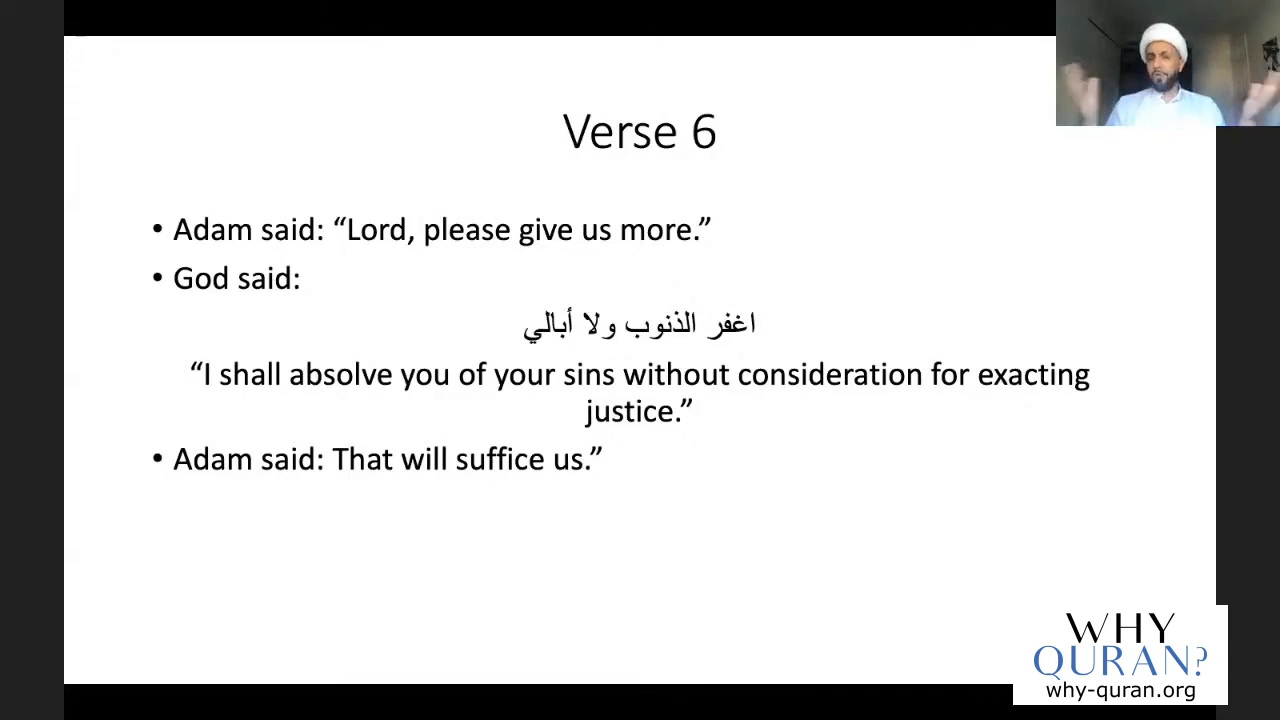 Verse 6
• Adam said: “Lord, please give us more.”
• God said:
اغفر الذنوب ولا أبالي
“I shall absolve you of your sins without consideration for exacting
justice.”
• Adam said: That will suffice us.”
WHY
QURAN?
why-quran.org